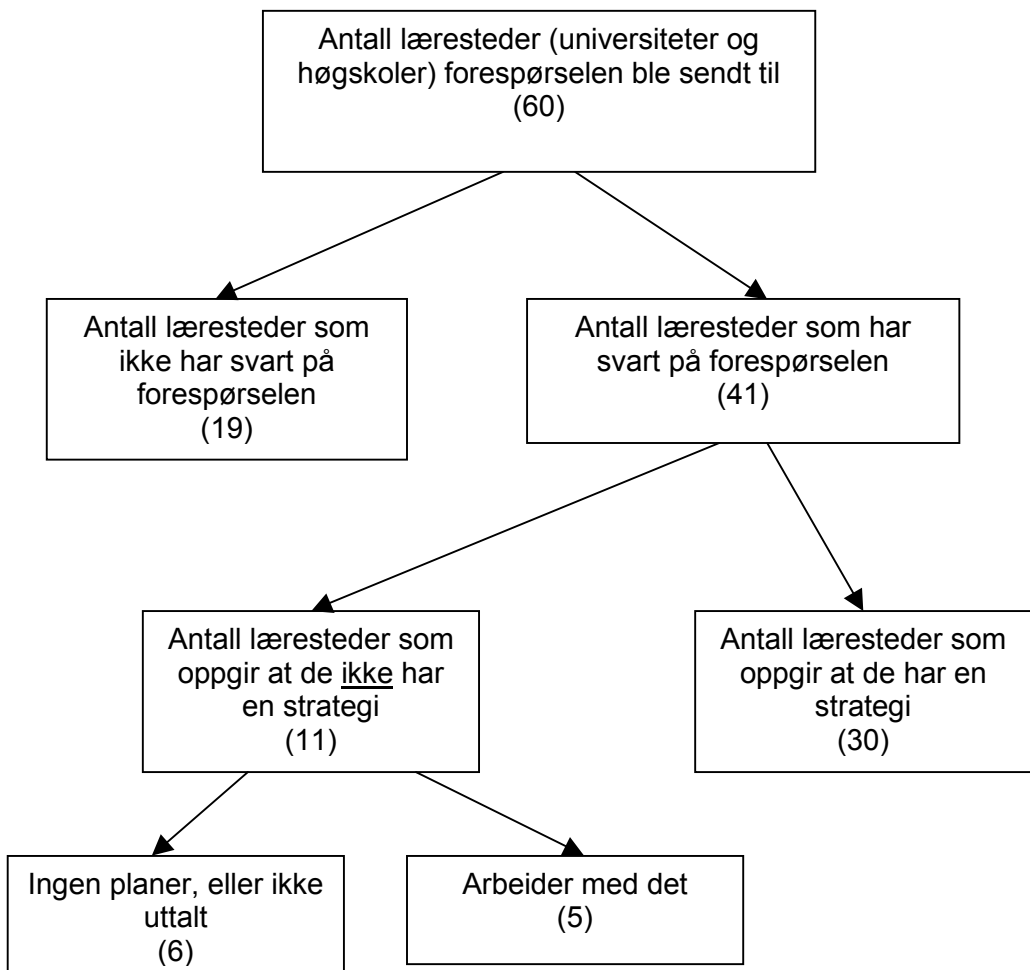 Antall læresteder (universiteter og
høgskoler) forespørselen ble sendt til
(60)
Antall læresteder som
ikke har svart på
forespørselen
(19)
Antall læresteder som har
svart på forespørselen
(41)
Antall læresteder som
oppgir at de ikke har
en strategi
(11)
Antall læresteder som
oppgir at de har en
strategi
(30)
Ingen planer, eller ikke
uttalt
(6)
Arbeider med det
(5)